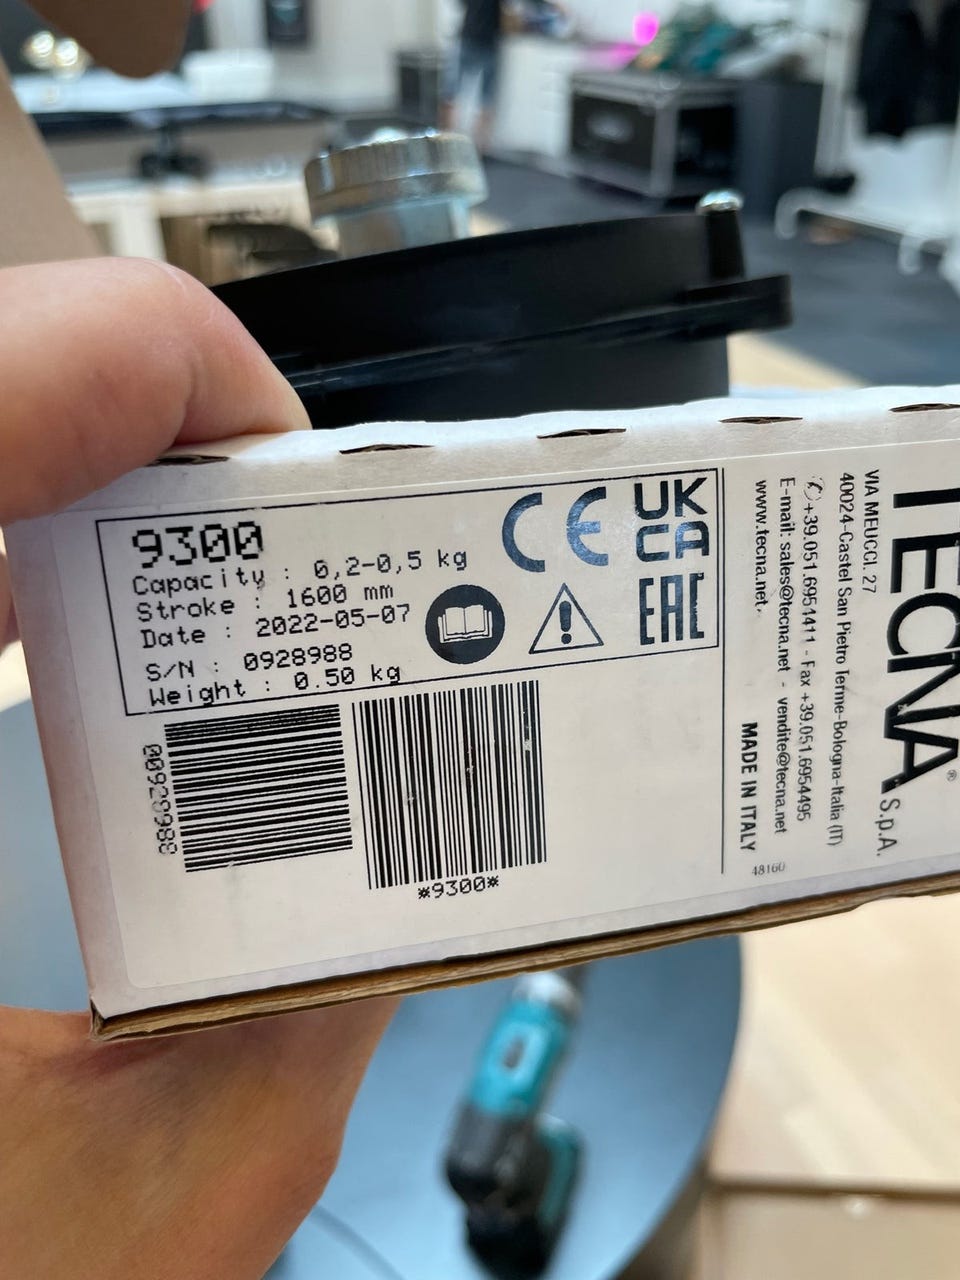 9300
Capacity : 0,2-0,5 kg
Stroke : 1600 mm
Date : 2022-05-07
S/N : 0928988
Weight : 0.50 kg
CE
UK
CA
EAC
00928988
*9300*
TECNA® S.p.A.
VIA MEUCCI, 27
40024-Castel San Pietro Terme-Bologna-Italia (IT)
✆+39.051.6954411 - Fax +39.051.6954495
E-mail: sales@tecna.net - vendite@tecna.net
www.tecna.net.
MADE IN ITALY
48160